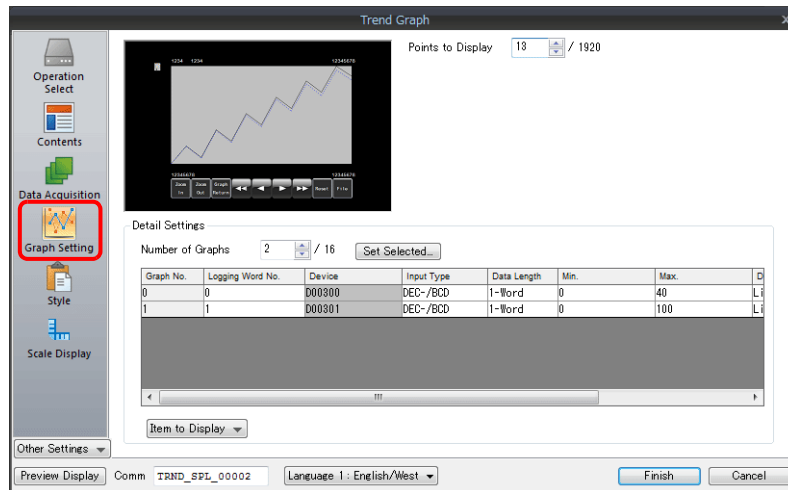 Trend Graph
Operation
Select
Contents
Data Acquisition
Graph Setting
Style
Scale Display
Other Settings
1234 1234 12345678
12345678 12345678
Zoom In Zoom Out Graph Return Reset File
Points to Display 13 / 1920
Detail Settings
Number of Graphs 2 / 16 Set Selected...
Graph No. Logging Word No. Device Input Type Data Length Min. Max. D
0 0 D00300 DEC-/BCD 1-Word 0 40 Li
1 1 D00301 DEC-/BCD 1-Word 0 100 Li
Item to Display
Preview Display Comm TRND_SPL_00002 Language 1 : English/West Finish Cancel